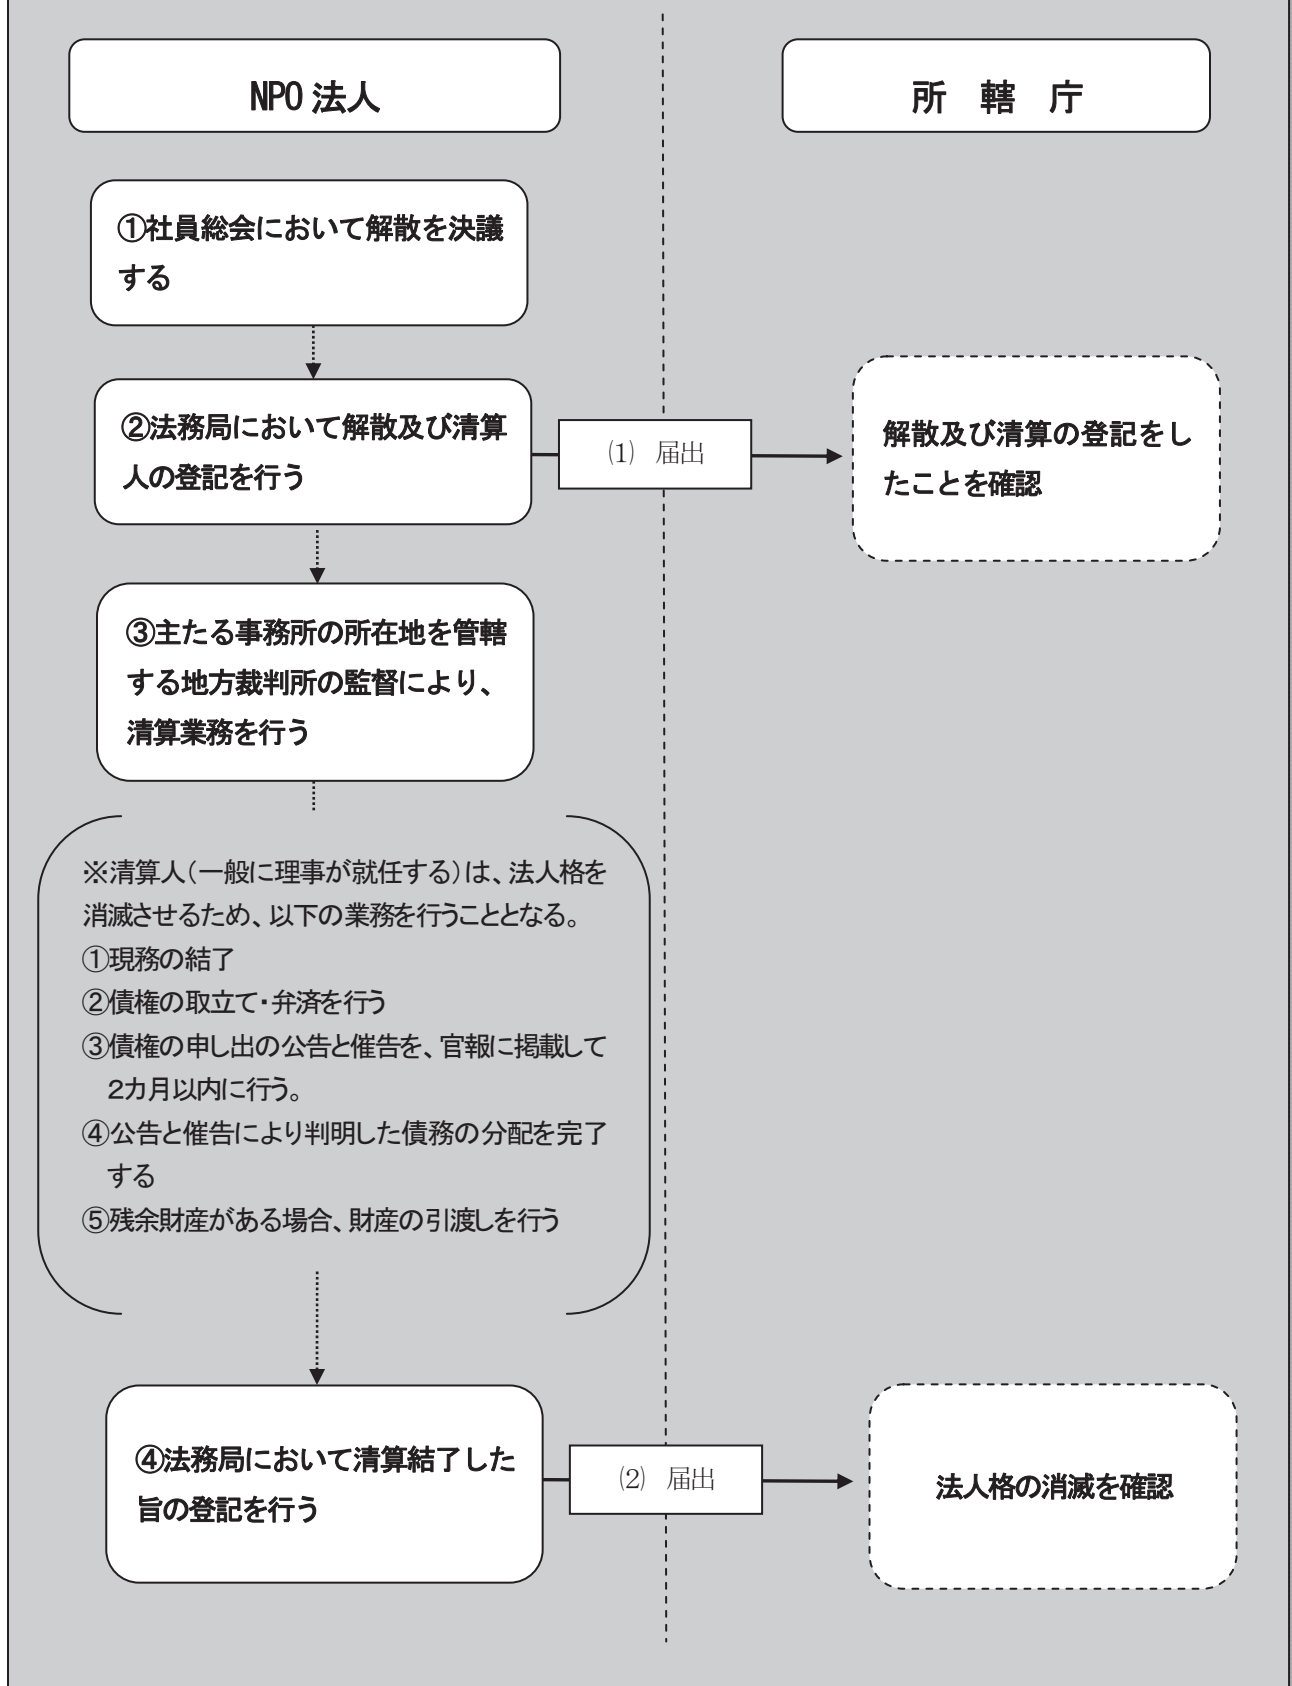 NPO 法人
所 轄 庁
①社員総会において解散を決議
する
②法務局において解散及び清算
人の登記を行う
⑴ 届出
解散及び清算の登記をし
たことを確認
③主たる事務所の所在地を管轄
する地方裁判所の監督により、
清算業務を行う
※清算人（一般に理事が就任する）は、法人格を
消滅させるため、以下の業務を行うこととなる。
①現務の結了
②債権の取立て・弁済を行う
③債権の申し出の公告と催告を、官報に掲載して
2カ月以内に行う。
④公告と催告により判明した債務の分配を完了
する
⑤残余財産がある場合、財産の引渡しを行う
④法務局において清算結了した
旨の登記を行う
⑵ 届出
法人格の消滅を確認